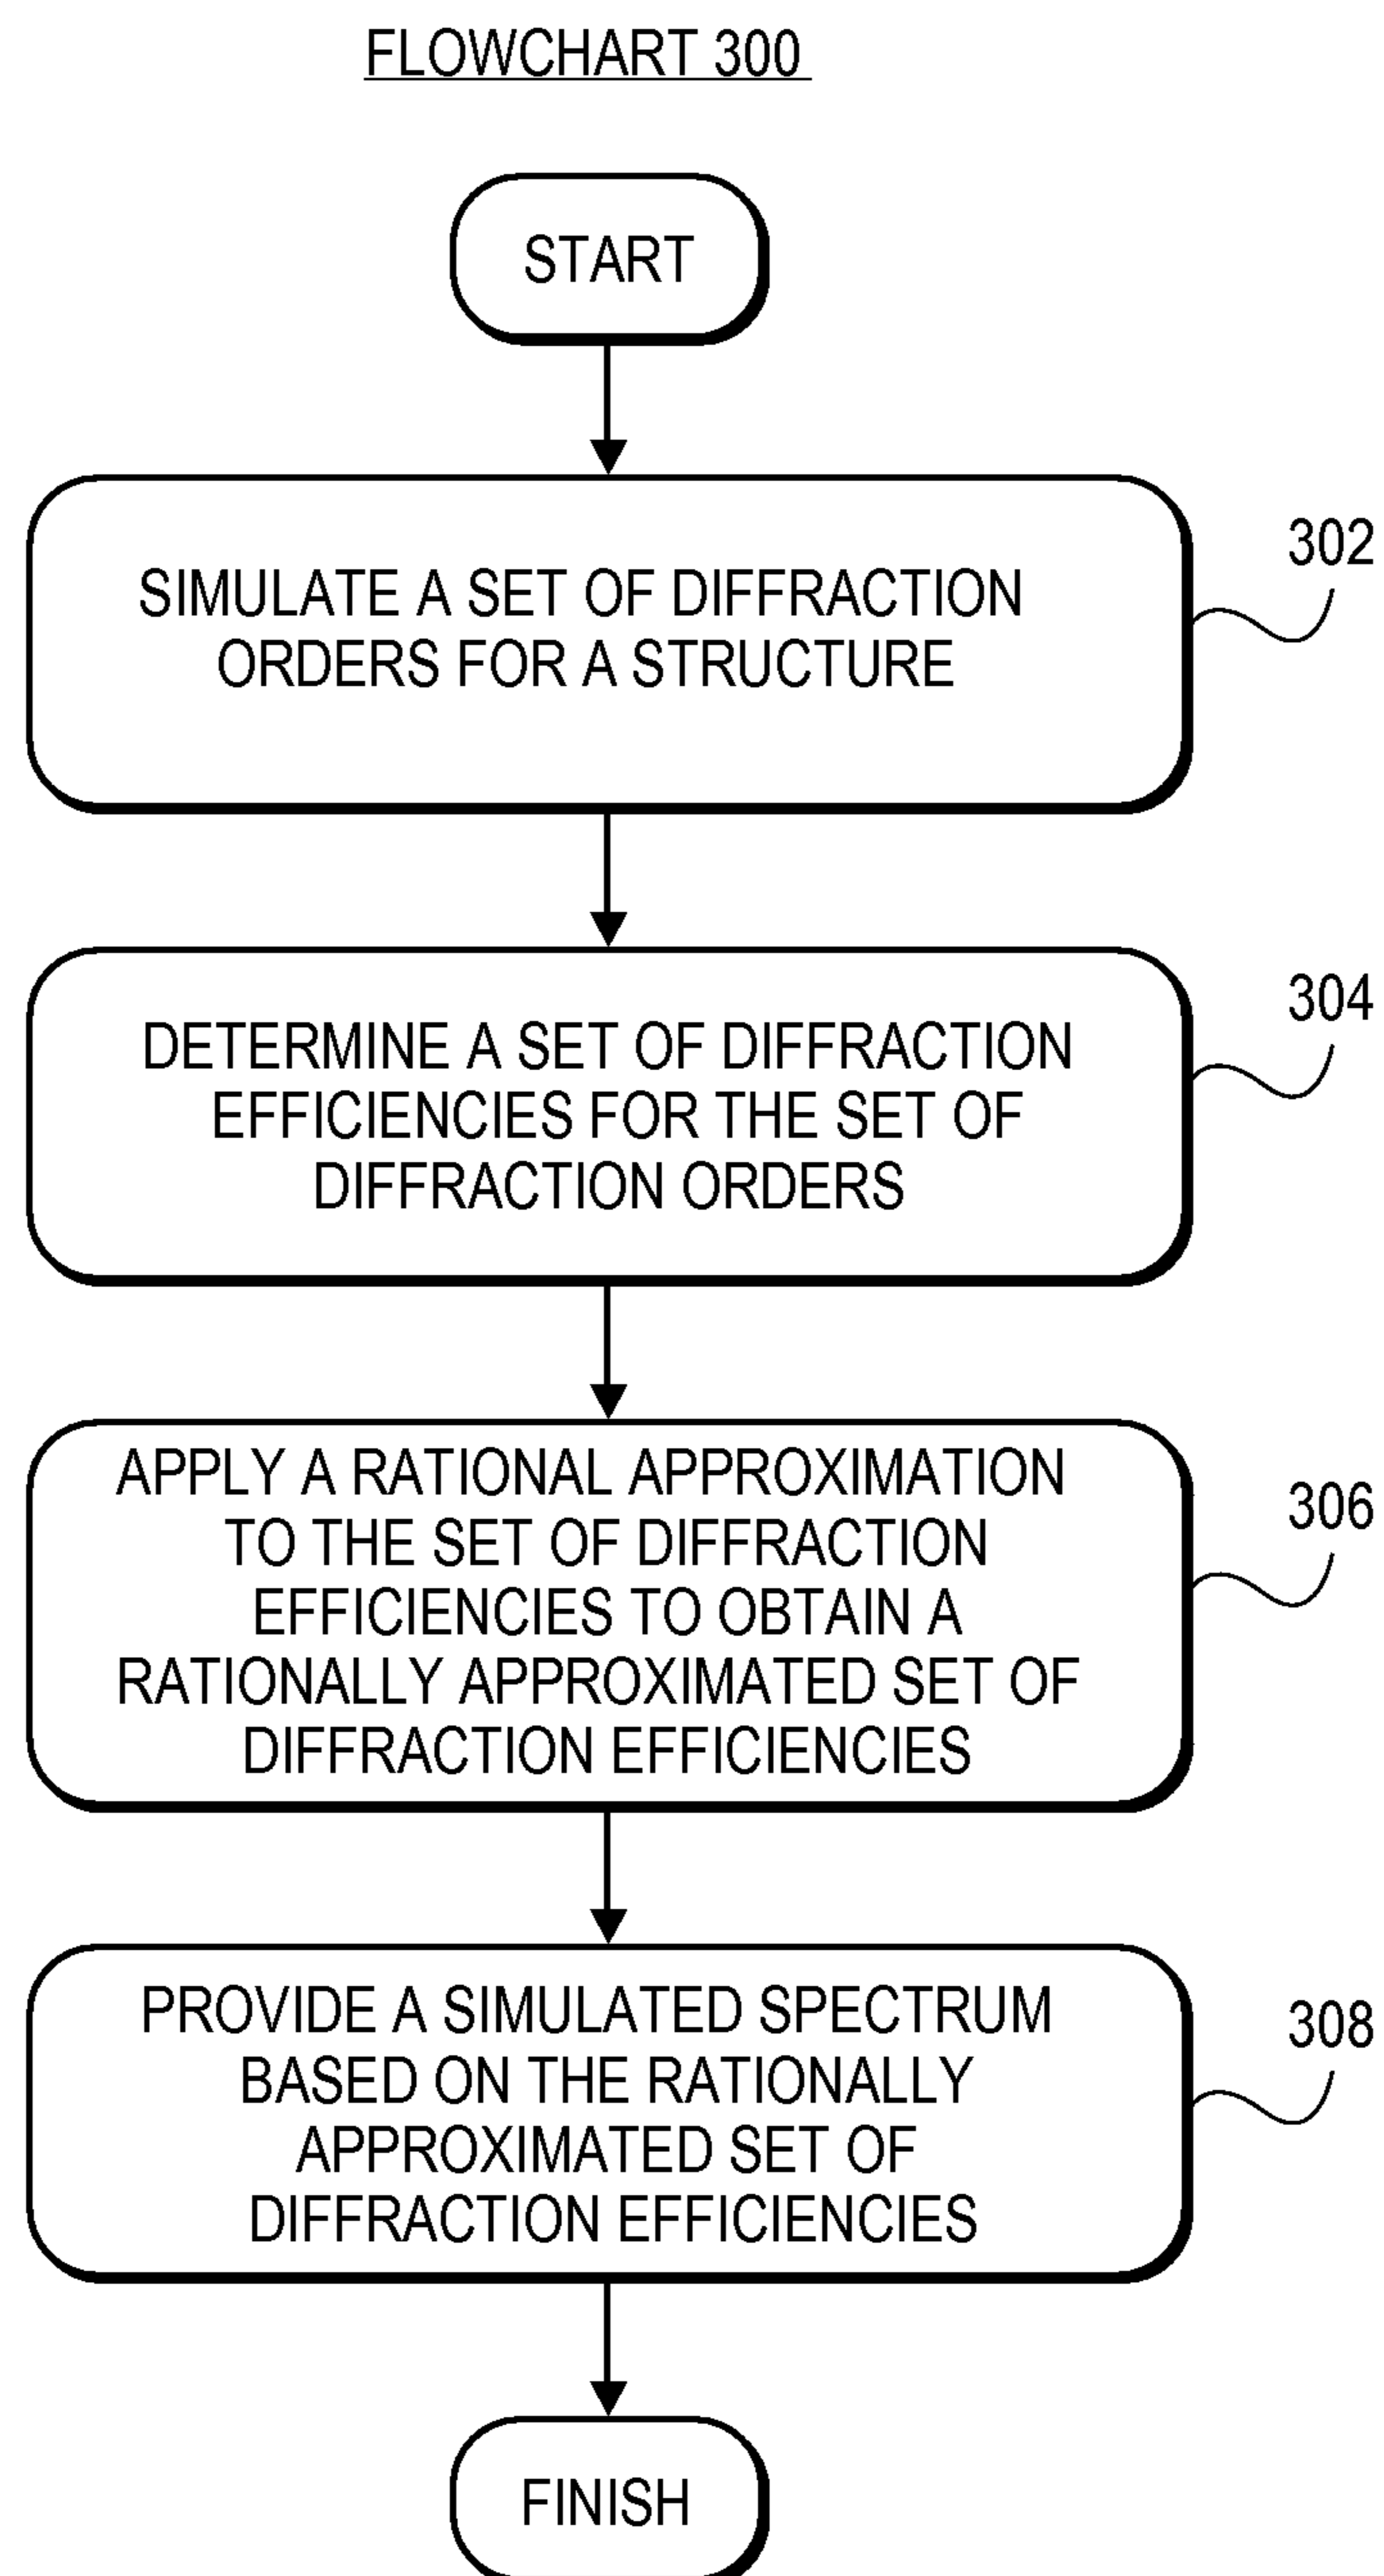 FLOWCHART 300
START
302
SIMULATE A SET OF DIFFRACTION
ORDERS FOR A STRUCTURE
304
DETERMINE A SET OF DIFFRACTION
EFFICIENCIES FOR THE SET OF
DIFFRACTION ORDERS
306
APPLY A RATIONAL APPROXIMATION
TO THE SET OF DIFFRACTION
EFFICIENCIES TO OBTAIN A
RATIONALLY APPROXIMATED SET OF
DIFFRACTION EFFICIENCIES
308
PROVIDE A SIMULATED SPECTRUM
BASED ON THE RATIONALLY
APPROXIMATED SET OF
DIFFRACTION EFFICIENCIES
FINISH